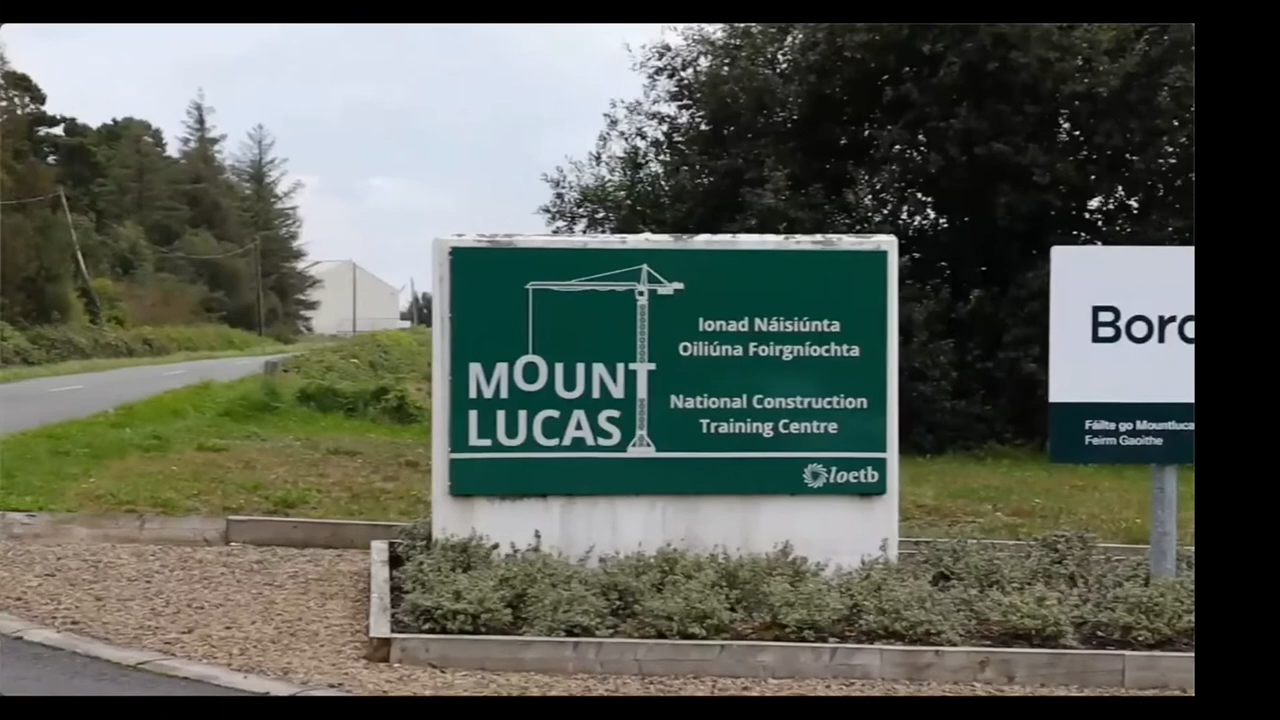 MOUNT
LUCAS
Ionad Náisiúnta
Oiliúna Foirgníochta
National Construction
Training Centre
loetb
Bord
Fáilte go Mountluca
Feirm Gaoithe